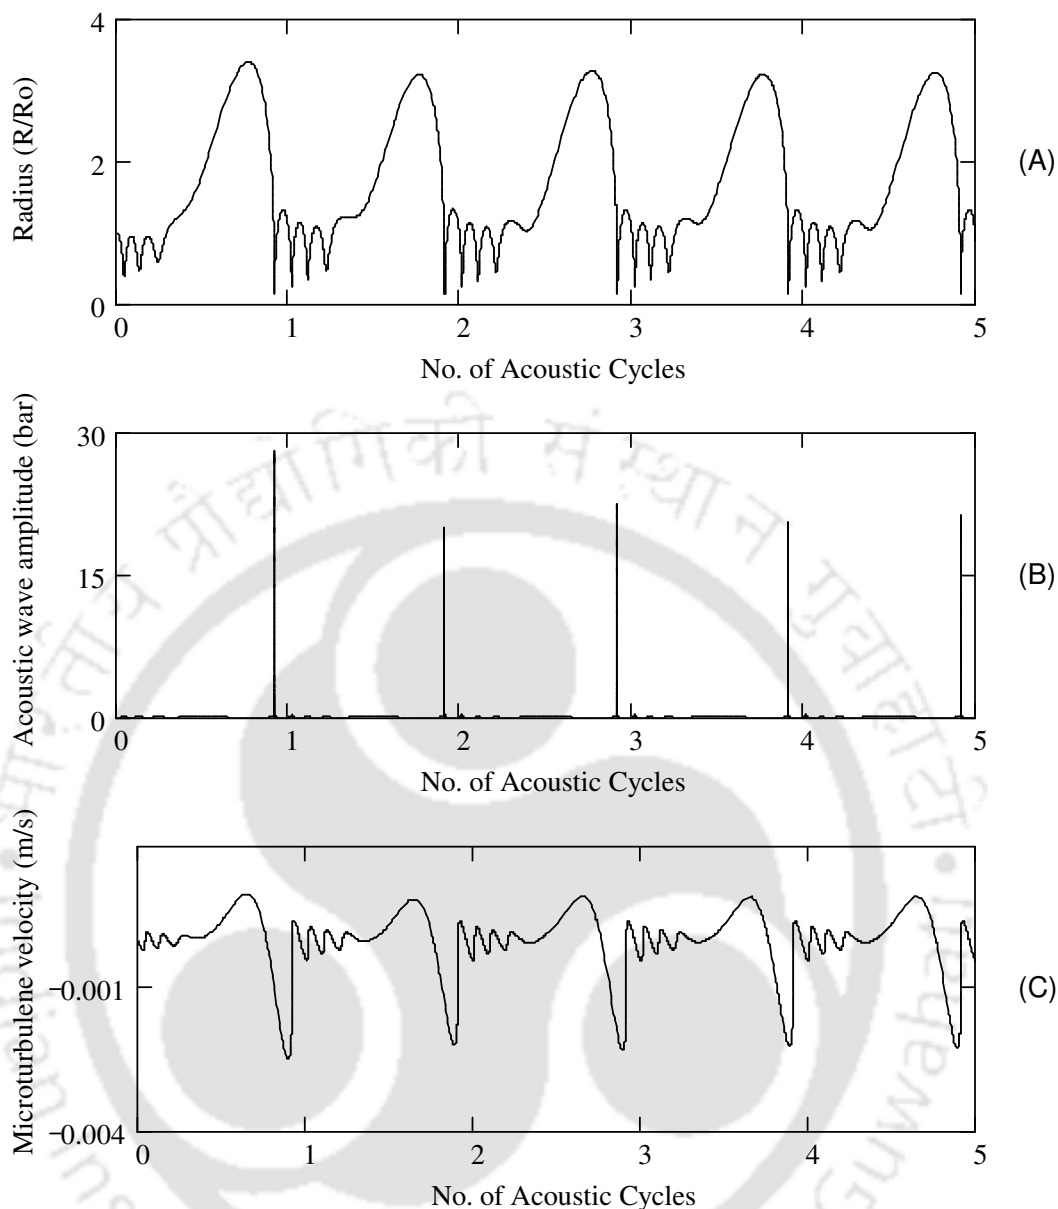 Radius (R/Ro)
4
2
0
0 1 2 3 4 5
No. of Acoustic Cycles
(A)
Acoustic wave amplitude (bar)
30
15
0
0 1 2 3 4 5
No. of Acoustic Cycles
(B)
Microturbulene velocity (m/s)
−0.001
−0.004
0 1 2 3 4 5
No. of Acoustic Cycles
(C)